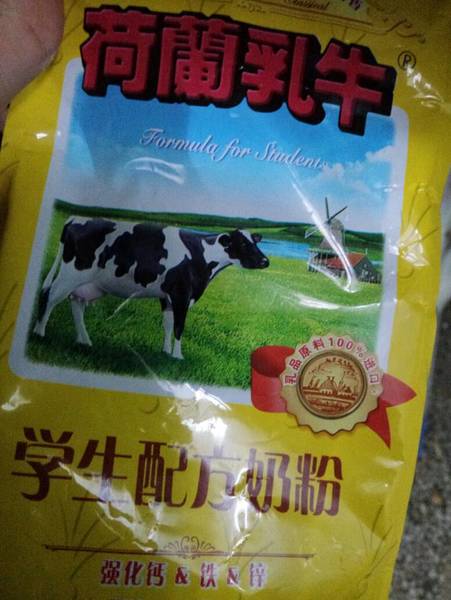 荷蘭乳牛®
Formula for Students
乳品原料100%进口
学生配方奶粉
强化钙 & 铁 & 锌